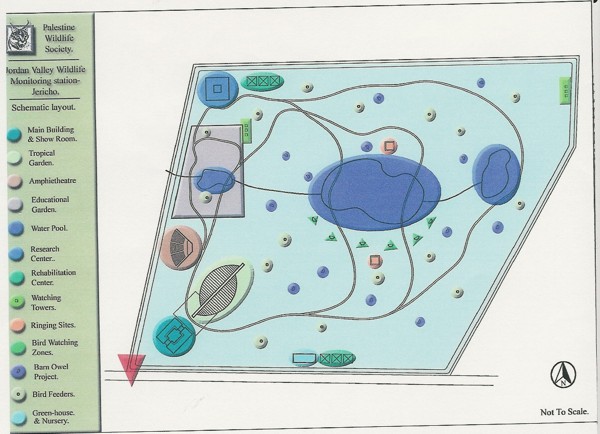 Palestine
Wildlife
Society.
Jordan Valley Wildlife
Monitoring station-
Jericho.
Schematic layout.
Main Building
& Show Room.
Tropical
Garden.
Amphietheatre
Educational
Garden.
Water Pool.
Research
Center..
Rehabilitation
Center.
Watching
Towers.
Ringing Sites.
Bird Watching
Zones.
Barn Owel
Project.
Bird Feeders.
Green-house.
& Nursery.
N
Not To Scale.